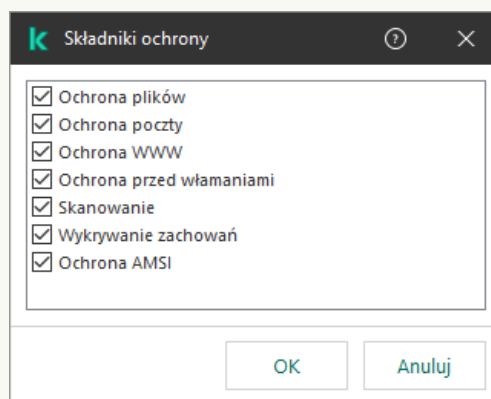 Składniki ochrony
Ochrona plików
Ochrona poczty
Ochrona WWW
Ochrona przed włamaniami
Skanowanie
Wykrywanie zachowań
Ochrona AMSI
OK Anuluj